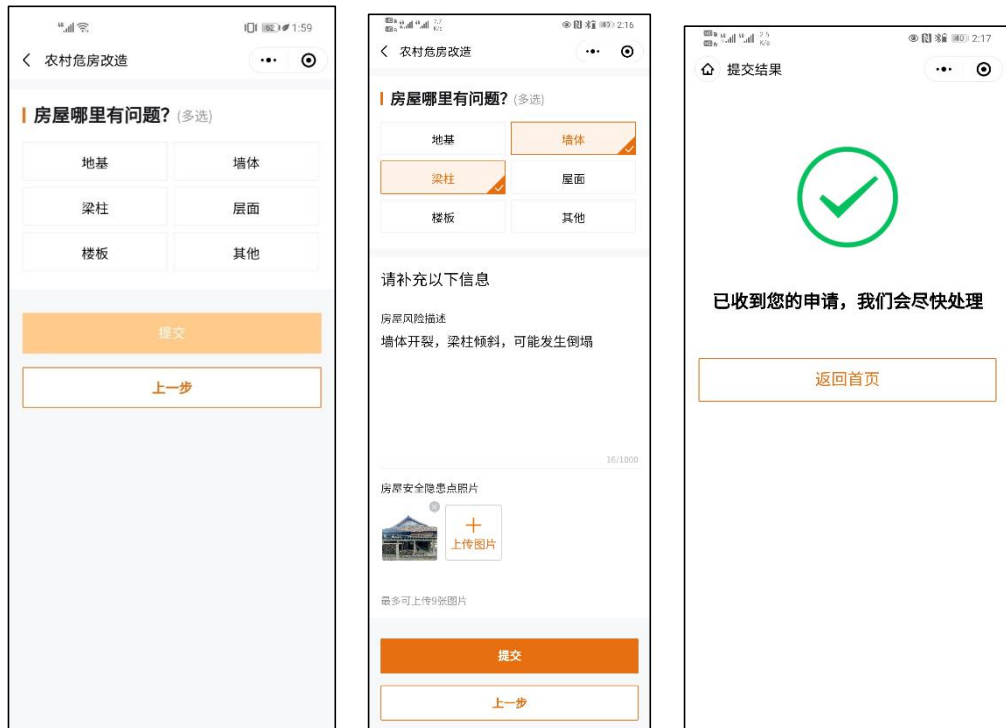 1:59
农村危房改造
房屋哪里有问题? (多选)
地基 墙体
梁柱 层面
楼板 其他
提交
上一步
2:16
农村危房改造
房屋哪里有问题? (多选)
地基 墙体
梁柱 屋面
楼板 其他
请补充以下信息
房屋风险描述
墙体开裂，梁柱倾斜，可能发生倒塌
16/1000
房屋安全隐患点照片
上传图片
最多可上传9张图片
提交
上一步
2:17
提交结果
已收到您的申请，我们会尽快处理
返回首页